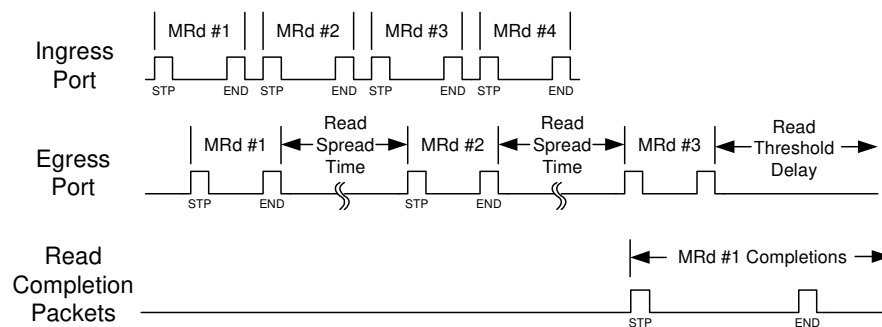 MRd #1 MRd #2 MRd #3 MRd #4
Ingress
Port
STP END STP END STP END STP END
MRd #1
Read
Spread
Time
MRd #2
Read
Spread
Time
MRd #3
Read
Threshold
Delay
Egress
Port
STP END STP END
Read
Completion
Packets
MRd #1 Completions
STP END